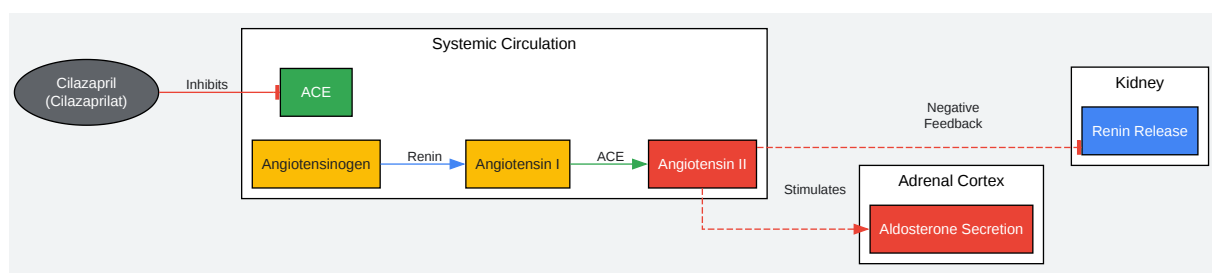 Systemic Circulation
Cilazapril
(Cilazaprilat)
Inhibits
ACE
Angiotensinogen
Renin
Angiotensin I
ACE
Angiotensin II
Negative
Feedback
Kidney
Renin Release
Stimulates
Adrenal Cortex
Aldosterone Secretion